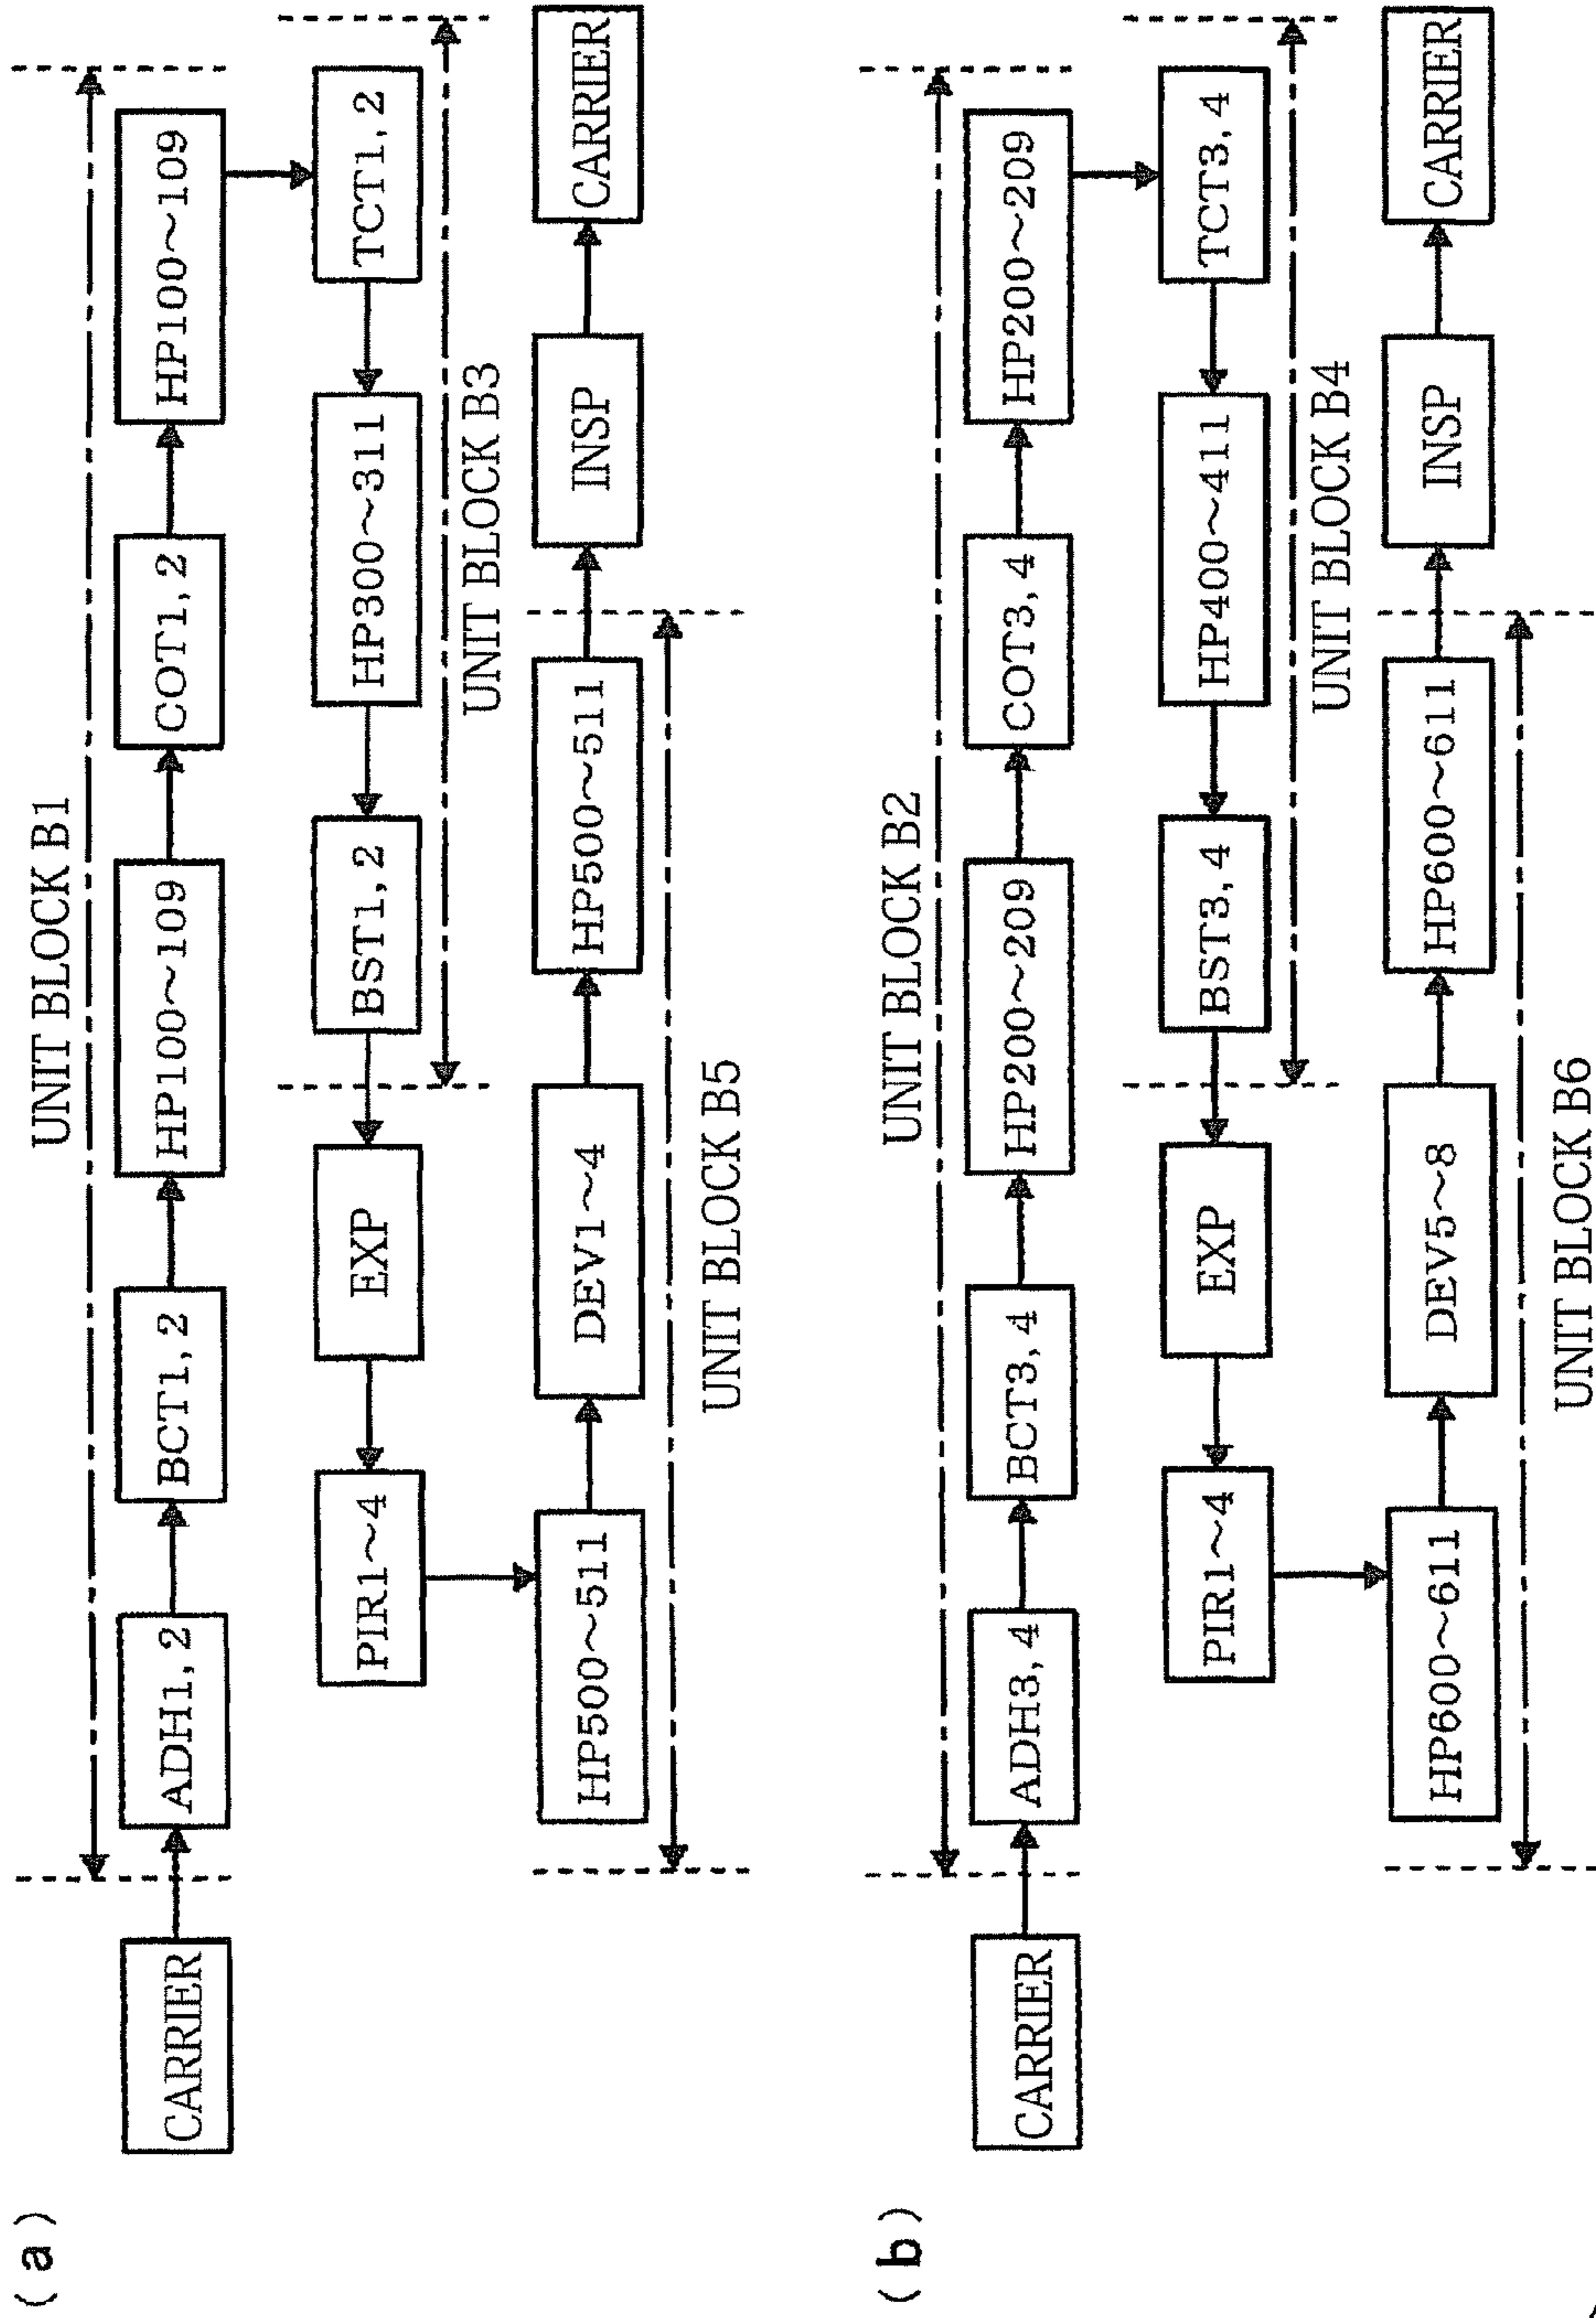 (a)
UNIT BLOCK B1
CARRIER
ADH1, 2
BCT1, 2
HP100~109
COT1, 2
HP100~109
TCT1, 2
HP300~311
BST1, 2
EXP
PIR1~4
UNIT BLOCK B3
HP500~511
DEV1~4
HP500~511
INSP
CARRIER
UNIT BLOCK B5
(b)
UNIT BLOCK B2
CARRIER
ADH3, 4
BCT3, 4
HP200~209
COT3, 4
HP200~209
TCT3, 4
HP400~411
BST3, 4
EXP
PIR1~4
UNIT BLOCK B4
HP600~611
DEV5~8
HP600~611
INSP
CARRIER
UNIT BLOCK B6